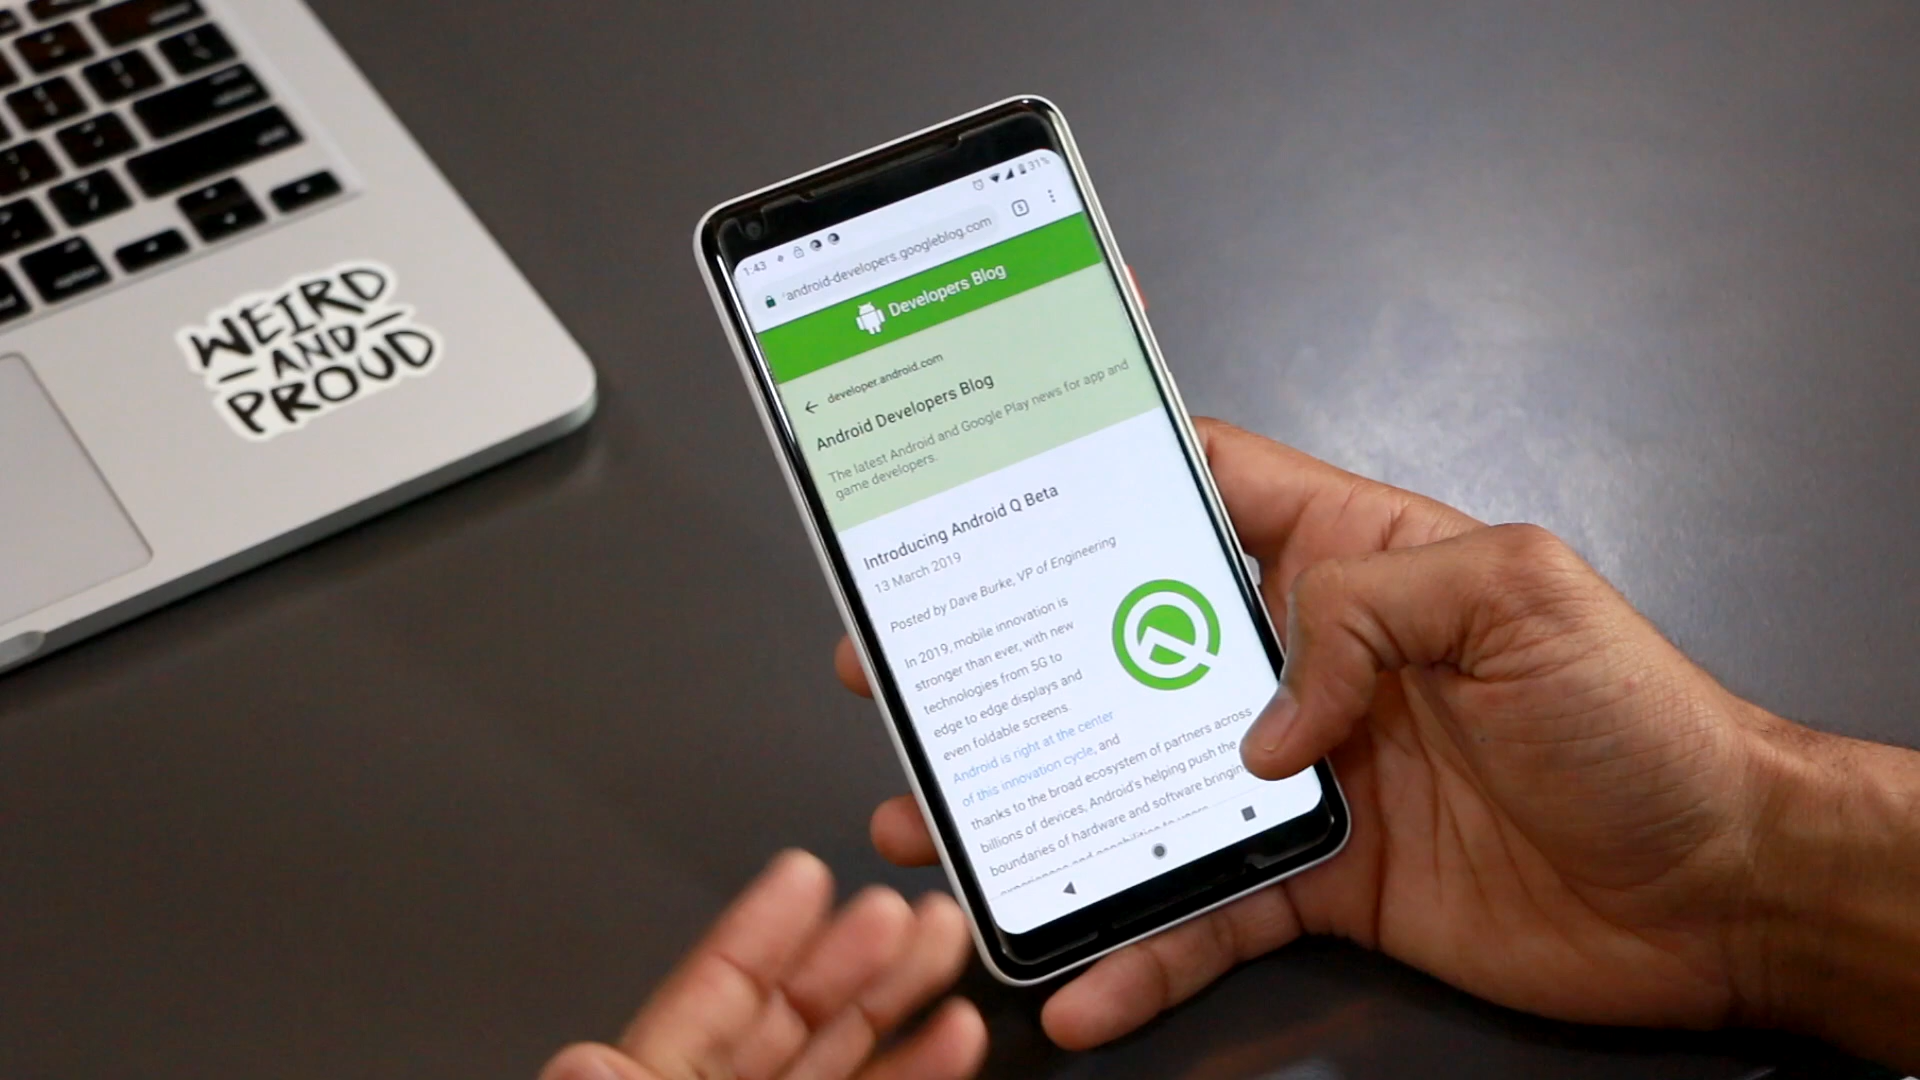 WEIRD
AND
PROUD
option
1:43
31%
android-developers.googleblog.com
5
Developers Blog
developer.android.com
Android Developers Blog
The latest Android and Google Play news for app and
game developers.
Introducing Android Q Beta
13 March 2019
Posted by Dave Burke, VP of Engineering
In 2019, mobile innovation is
stronger than ever, with new
technologies from 5G to
edge to edge displays and
even foldable screens.
Android is right at the center
of this innovation cycle, and
thanks to the broad ecosystem of partners across
billions of devices, Android's helping push the
boundaries of hardware and software bringing